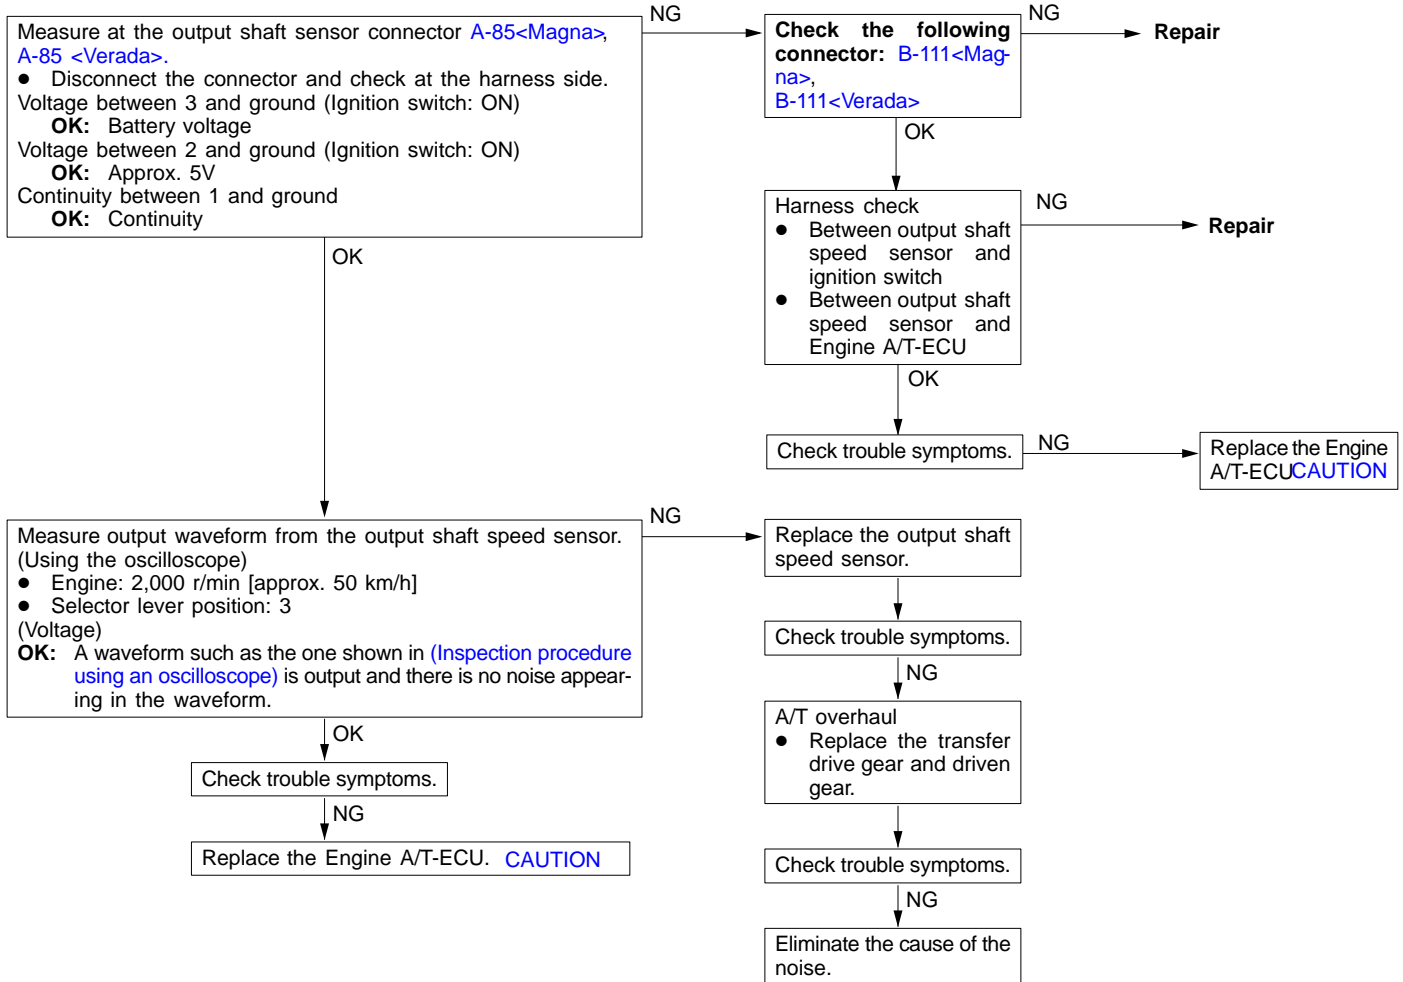 Measure at the output shaft sensor connector A-85<Magna>,
A-85 <Verada>.
● Disconnect the connector and check at the harness side.
Voltage between 3 and ground (Ignition switch: ON)
OK: Battery voltage
Voltage between 2 and ground (Ignition switch: ON)
OK: Approx. 5V
Continuity between 1 and ground
OK: Continuity
NG
Check the following
connector: B-111<Mag-
na>,
B-111<Verada>
NG
Repair
OK
Harness check
● Between output shaft
speed sensor and
ignition switch
● Between output shaft
speed sensor and
Engine A/T-ECU
NG
Repair
OK
Check trouble symptoms.
NG
Replace the Engine
A/T-ECUCAUTION
OK
Measure output waveform from the output shaft speed sensor.
(Using the oscilloscope)
● Engine: 2,000 r/min [approx. 50 km/h]
● Selector lever position: 3
(Voltage)
OK: A waveform such as the one shown in (Inspection procedure
using an oscilloscope) is output and there is no noise appear-
ing in the waveform.
NG
Replace the output shaft
speed sensor.
Check trouble symptoms.
NG
A/T overhaul
● Replace the transfer
drive gear and driven
gear.
Check trouble symptoms.
NG
Eliminate the cause of the
noise.
OK
Check trouble symptoms.
NG
Replace the Engine A/T-ECU. CAUTION